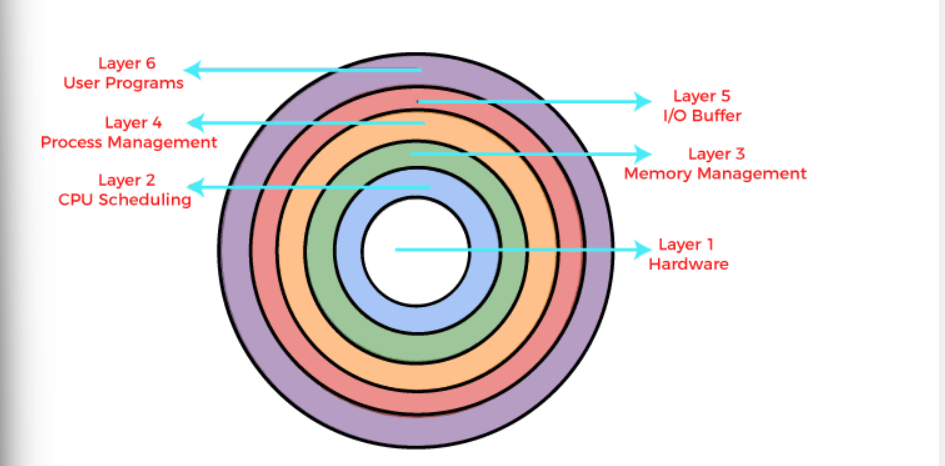 Layer 6
User Programs
Layer 5
I/O Buffer
Layer 4
Process Management
Layer 3
Memory Management
Layer 2
CPU Scheduling
Layer 1
Hardware